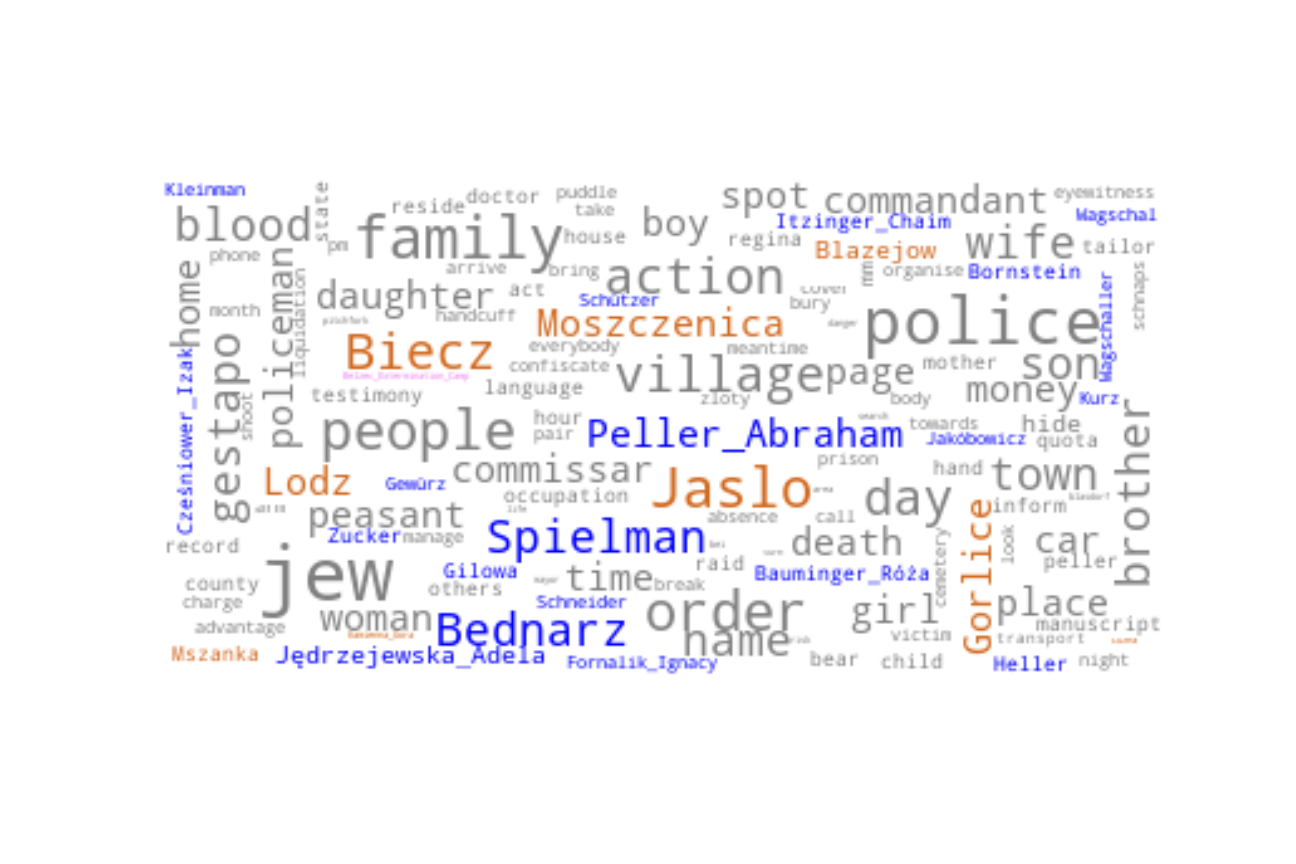 Kleinman
state
doctor
puddle
spot
commandant
eyewitness
blood
reside
take
family
boy
Itzinger_Chaim
Wagschal
pm
house
regina
Blazejow
wife
tailor
phone
home
policeman
arrive
bring
action
mm
organise
Bornstein
schnaps
month
liquidation
daughter
act
Schützer
cover
bury
Wagschaller
handcuff
Moszczenica
danger
police
pitchfork
Biecz
everybody
meantime
gestapo
confiscate
village
page
mother
son
Belzec_Extermination_Camp
language
zloty
body
money
Kurz
Cześniower_Izak
shoot
testimony
people
hour
pair
Peller_Abraham
search
towards
hide
Jakóbowicz
quota
brother
Lodz
Gewürz
commissar
Jaslo
prison
hand
town
occupation
day
inform
peasant
Spielman
absence
call
Gorlice
look
record
Zucker
manage
death
car
peller
jew
Gilowa
time
raid
Bauminger_Róża
cemetery
county
others
break
charge
Schneider
order
girl
place
advantage
woman
Bednarz
name
victim
manuscript
transport
Mszanka
Jędrzejewska_Adela
Fornalik_Ignacy
bear
child
Heller
night